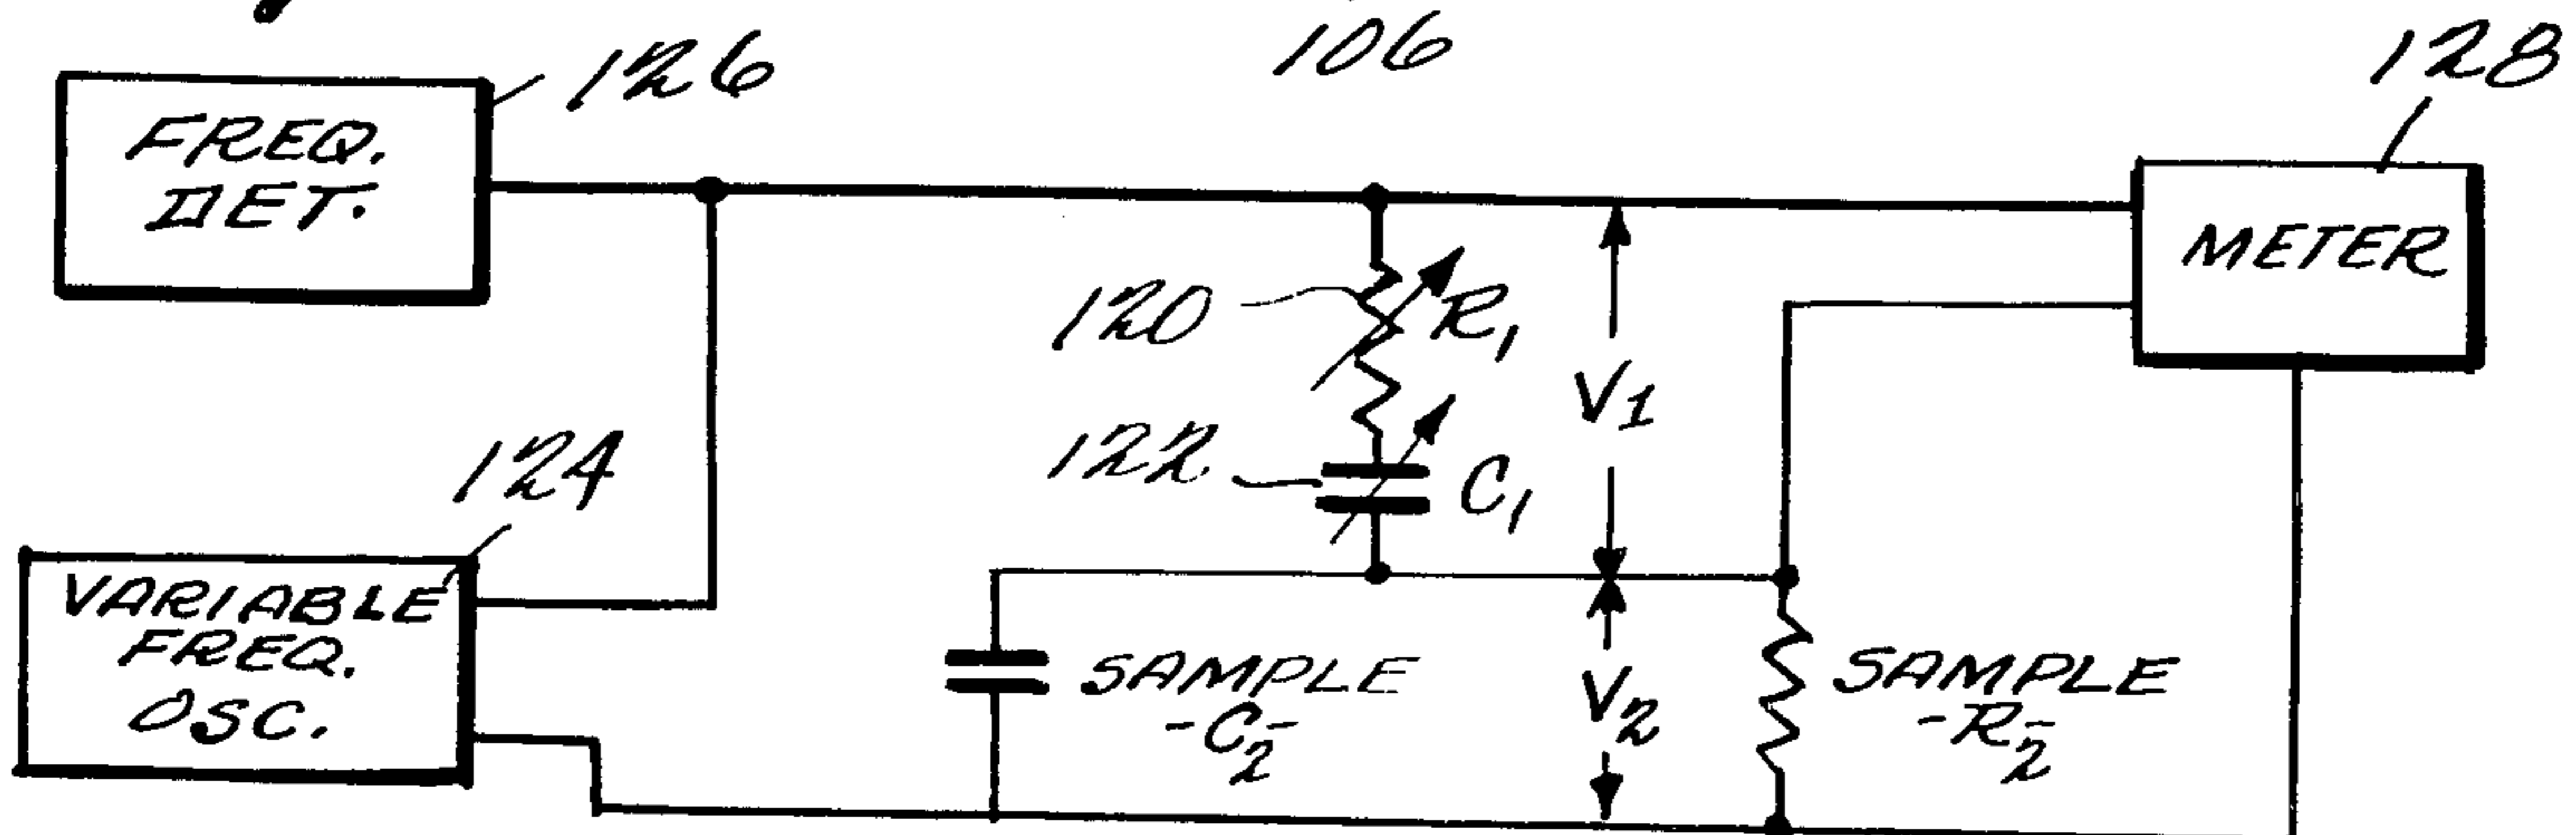 106
126
128
FREQ.
DET.
METER
120
R1
V1
122
C1
124
VARIABLE
FREQ.
OSC.
SAMPLE
-C2-
V2
SAMPLE
-R2-